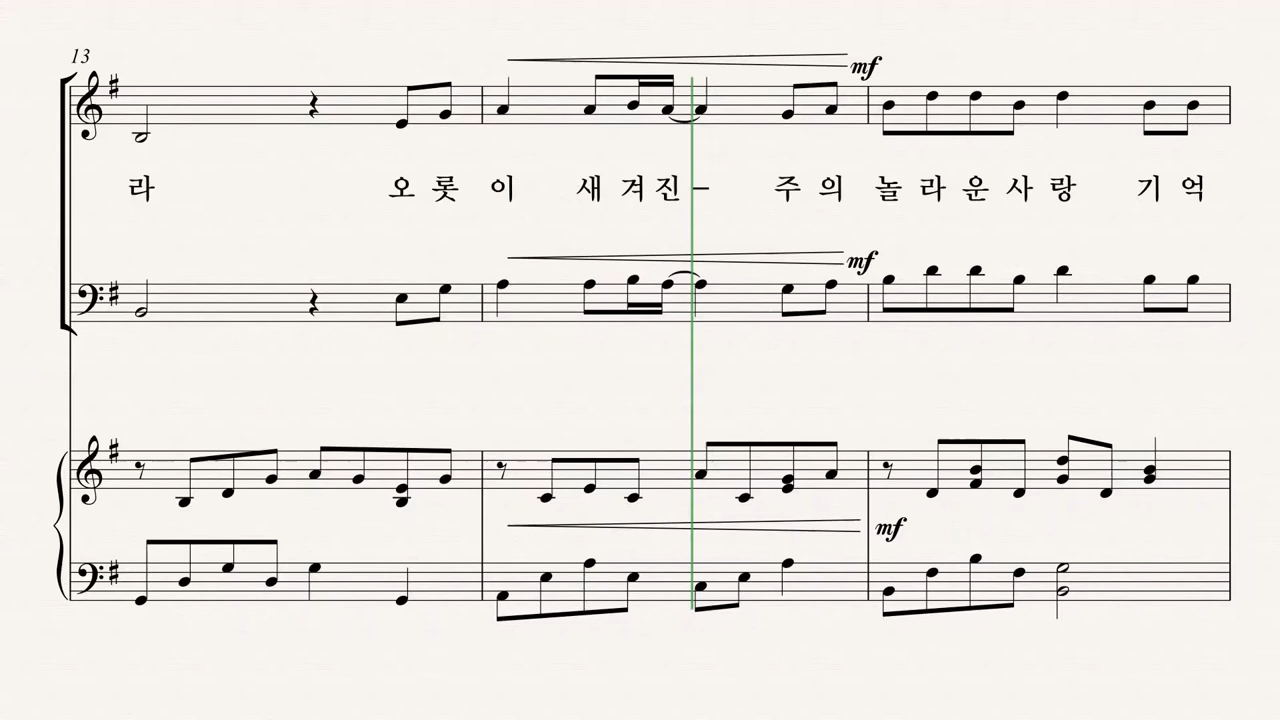 13
mf
라 오 롯 이 새 겨 진 – 주 의 놀 라 운 사 랑 기 억
mf
mf